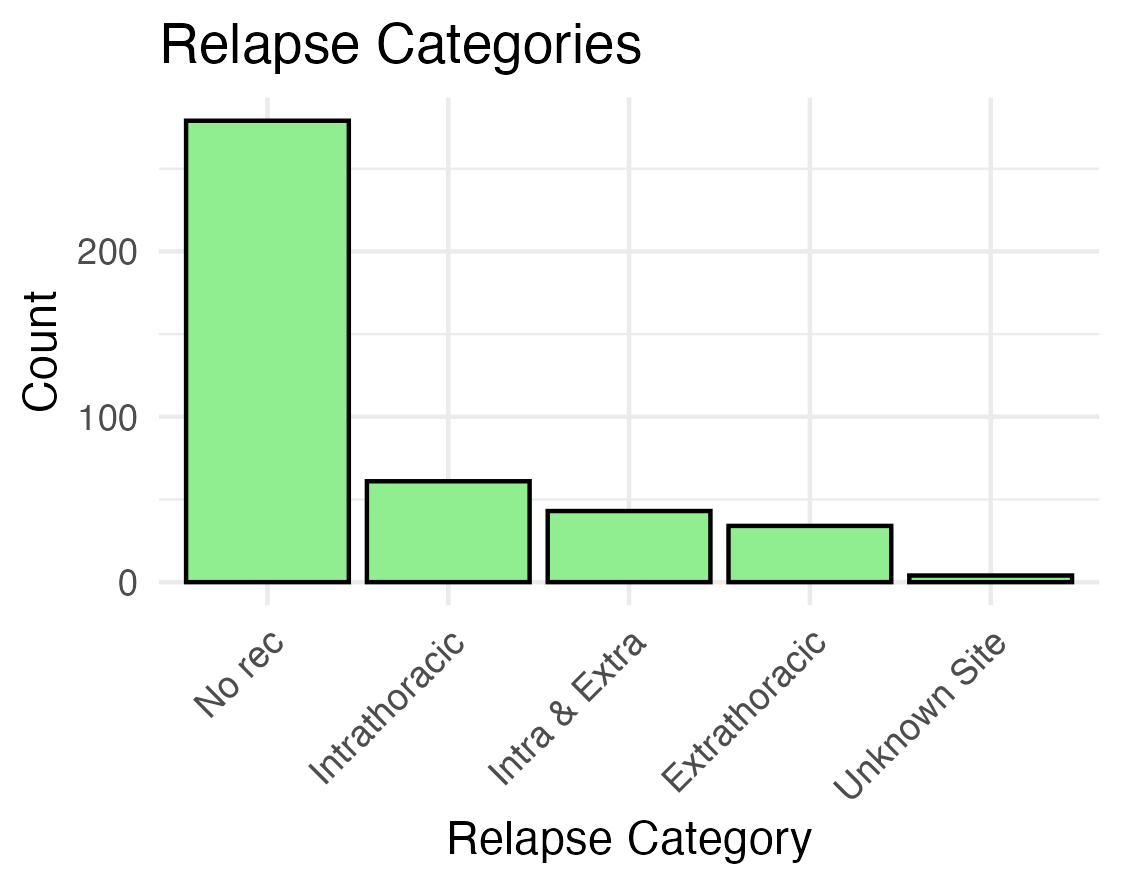 Relapse Categories
Count
200
100
0
No rec
Intrathoracic
Intra & Extra
Extrathoracic
Unknown Site
Relapse Category